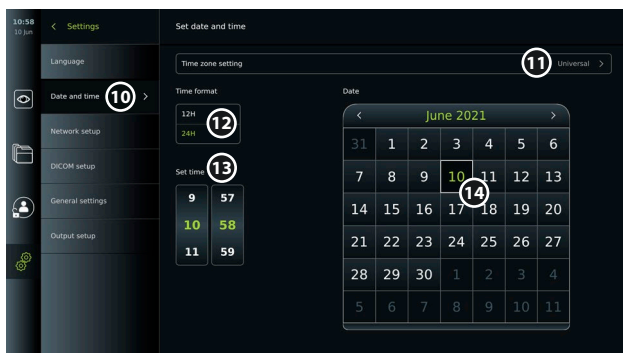 10:58
10 Jun
Settings
Set date and time
Language
Date and time 10
Network setup
DICOM setup
General settings
Output setup
Time zone setting 11 Universal
Time format
12H
24H
12
Set time 13
9 57
10 58
11 59
Date
June 2021
31 1 2 3 4 5 6
7 8 9 10 11 12 13
14
14 15 16 17 18 19 20
21 22 23 24 25 26 27
28 29 30 1 2 3 4
5 6 7 8 9 10 11